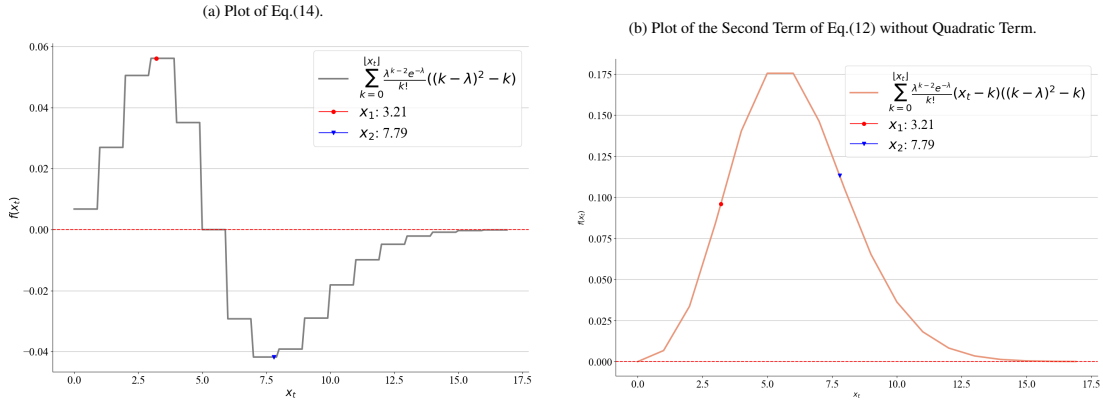 (a) Plot of Eq.(14).
0.06
0.04
0.02
0.00
−0.02
−0.04
f(x_t)
0.0 2.5 5.0 7.5 10.0 12.5 15.0 17.5
x_t
\sum_{k=0}^{⌊x_t⌋} \frac{λ^{k−2}e^{−λ}}{k!}((k − λ)^2 − k)
x_1: 3.21
x_2: 7.79
(b) Plot of the Second Term of Eq.(12) without Quadratic Term.
0.175
0.150
0.125
0.100
0.075
0.050
0.025
0.000
f(x_t)
0.0 2.5 5.0 7.5 10.0 12.5 15.0 17.5
x_t
\sum_{k=0}^{⌊x_t⌋} \frac{λ^{k−2}e^{−λ}}{k!}(x_t − k)((k − λ)^2 − k)
x_1: 3.21
x_2: 7.79